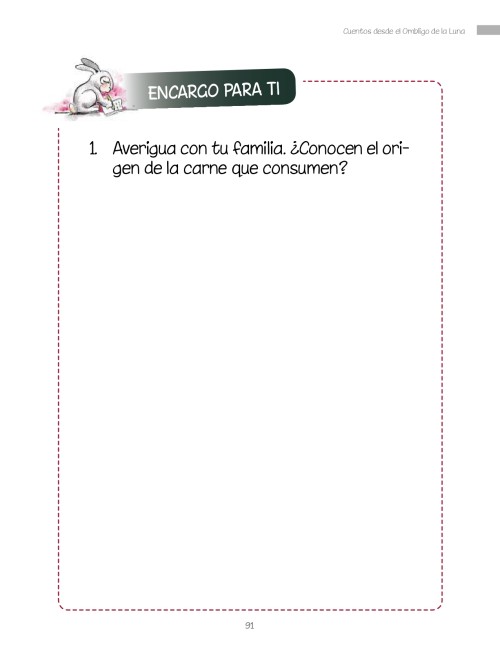 Cuentos desde el Ombligo de la Luna
ENCARGO PARA TI
1. Averigua con tu familia. ¿Conocen el ori-
gen de la carne que consumen?
91